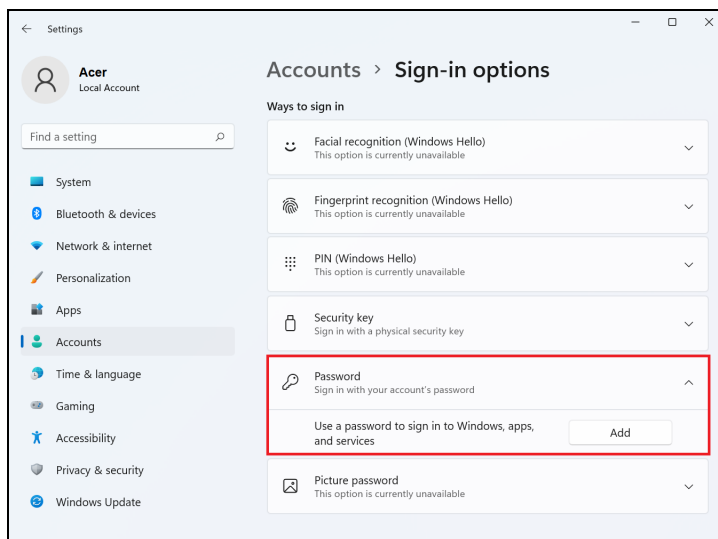 Settings
Acer
Local Account
Find a setting
System
Bluetooth & devices
Network & internet
Personalization
Apps
Accounts
Time & language
Gaming
Accessibility
Privacy & security
Windows Update
Accounts > Sign-in options
Ways to sign in
Facial recognition (Windows Hello)
This option is currently unavailable
Fingerprint recognition (Windows Hello)
This option is currently unavailable
PIN (Windows Hello)
This option is currently unavailable
Security key
Sign in with a physical security key
Password
Sign in with your account's password
Use a password to sign in to Windows, apps,
and services
Add
Picture password
This option is currently unavailable